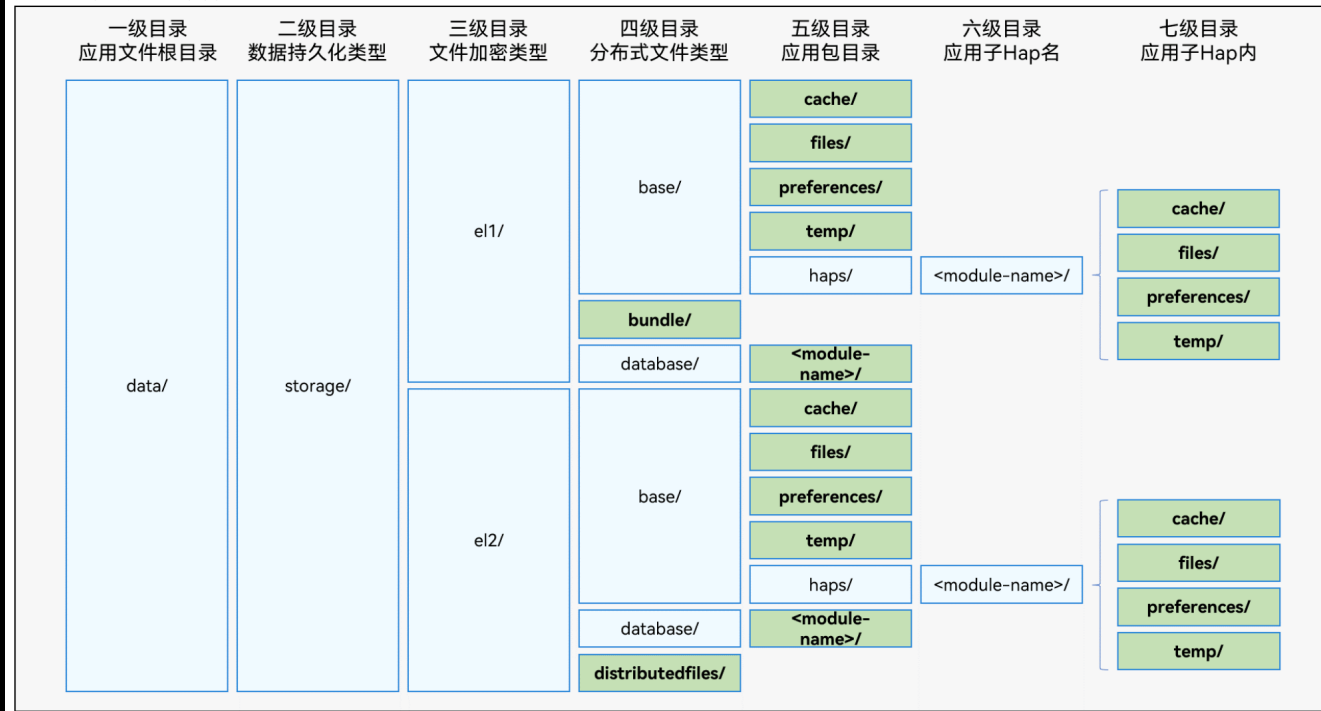 一级目录
应用文件根目录
二级目录
数据持久化类型
三级目录
文件加密类型
四级目录
分布式文件类型
五级目录
应用包目录
六级目录
应用子Hap名
七级目录
应用子Hap内
data/
storage/
el1/
base/
cache/
files/
preferences/
temp/
haps/
<module-name>/
cache/
files/
preferences/
temp/
bundle/
database/
<module-
name>/
el2/
base/
cache/
files/
preferences/
temp/
haps/
<module-name>/
cache/
files/
preferences/
temp/
database/
<module-
name>/
distributedfiles/